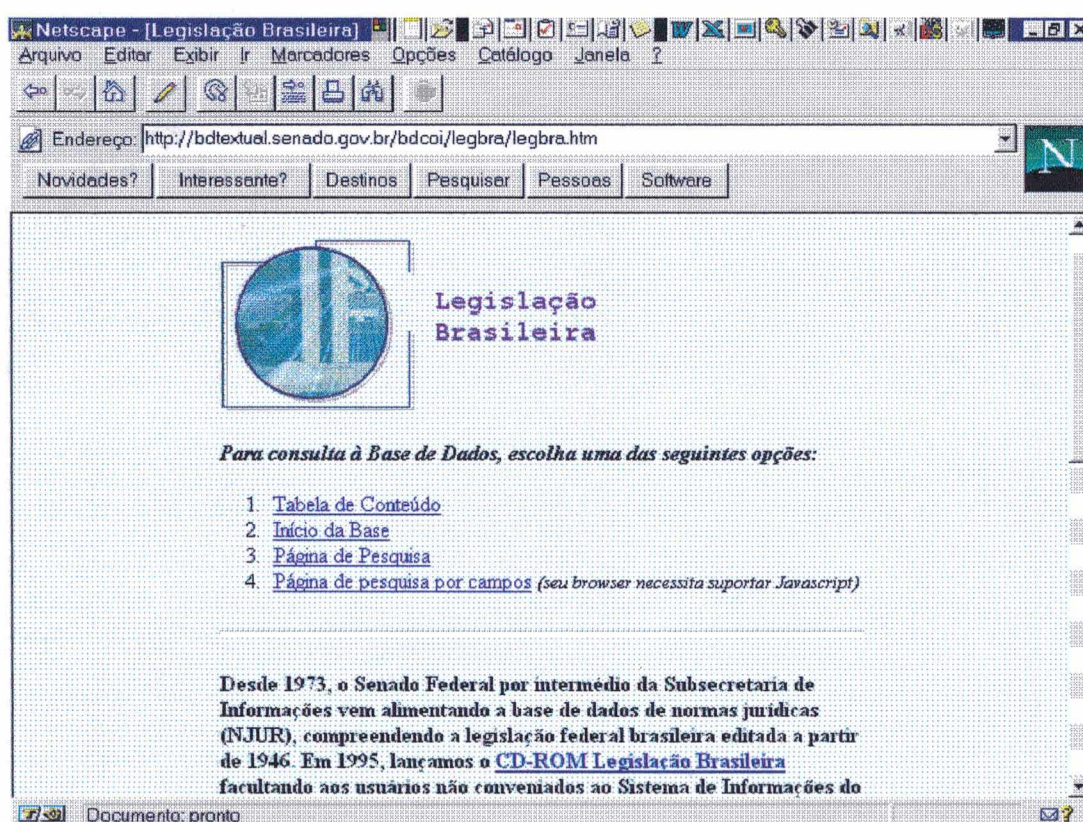 Netscape - [Legislação Brasileira]
Arquivo Editar Exibir Ir Marcadores Opções Catálogo Janela ?
Endereço: http://bdtextual.senado.gov.br/bdcoi/legbra/legbra.htm
N
Novidades? Interessante? Destinos Pesquisar Pessoas Software
Legislação
Brasileira
Para consulta à Base de Dados, escolha uma das seguintes opções:
1. Tabela de Conteúdo
2. Início da Base
3. Página de Pesquisa
4. Página de pesquisa por campos (seu browser necessita suportar Javascript)
Desde 1973, o Senado Federal por intermédio da Subsecretaria de
Informações vem alimentando a base de dados de normas jurídicas
(NJUR), compreendendo a legislação federal brasileira editada a partir
de 1946. Em 1995, lançamos o CD-ROM Legislação Brasileira
facultando aos usuários não conveniados ao Sistema de Informações do
Documento: pronto